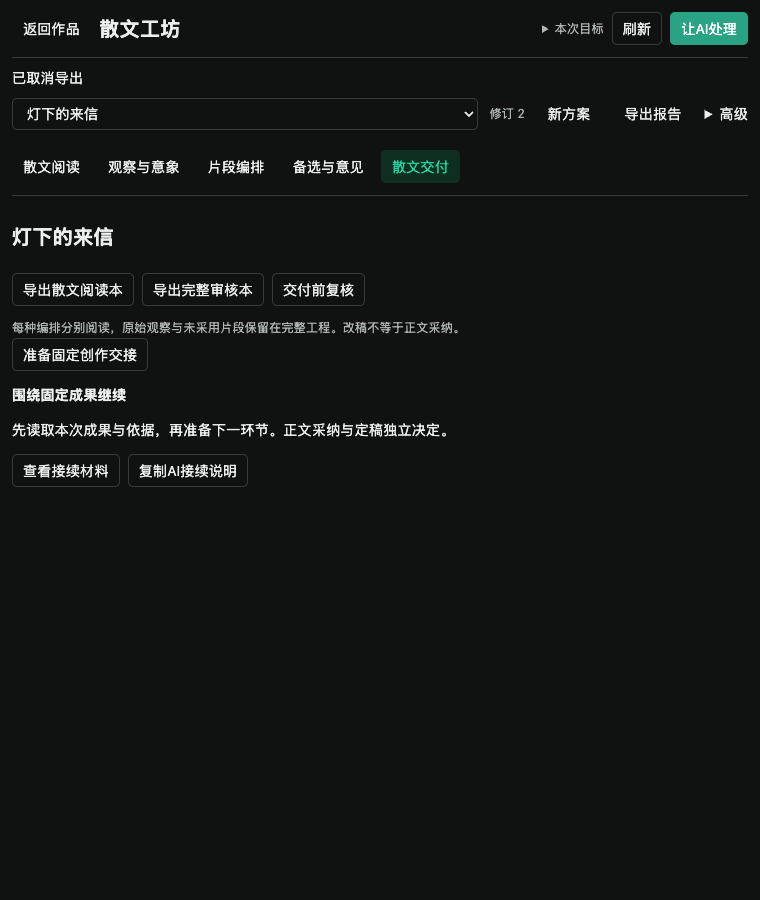 返回作品 散文工坊 ▶ 本次目标 刷新 让AI处理
已取消导出
灯下的来信 修订 2 新方案 导出报告 ▶ 高级
散文阅读 观察与意象 片段编排 备选与意见 散文交付
灯下的来信
导出散文阅读本 导出完整审核本 交付前复核
每种编排分别阅读，原始观察与未采用片段保留在完整工程。改稿不等于正文采纳。
准备固定创作交接
围绕固定成果继续
先读取本次成果与依据，再准备下一环节。正文采纳与定稿独立决定。
查看接续材料 复制AI接续说明